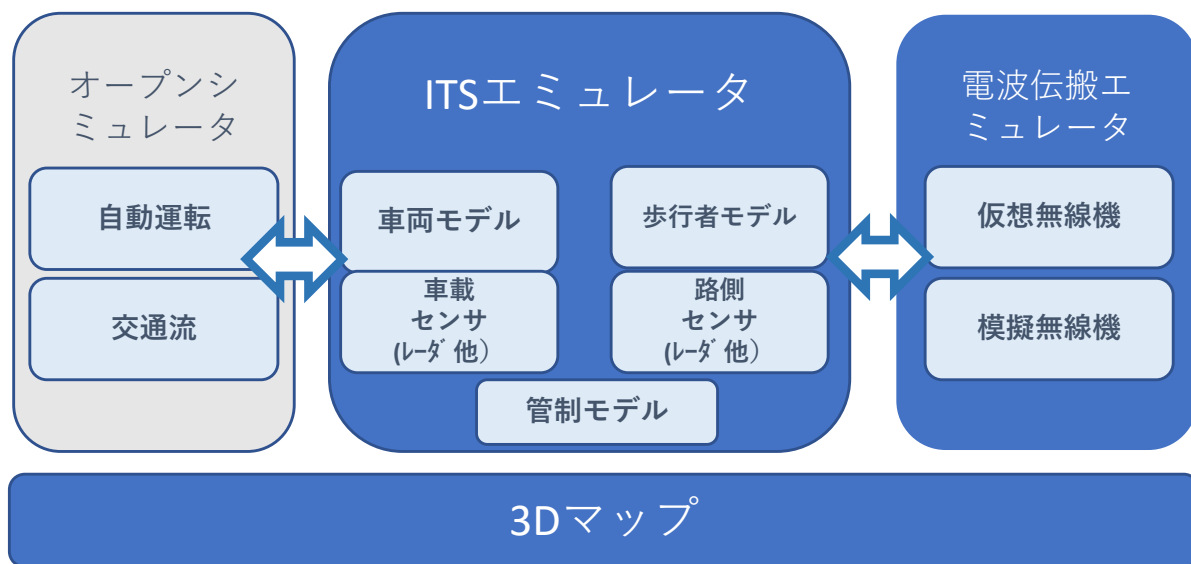 オープンシ
ミュレータ
自動運転
交通流
ITSエミュレータ
車両モデル
歩行者モデル
車載
センサ
(ﾚｰﾀﾞ他）
路側
センサ
(ﾚｰﾀﾞ他）
管制モデル
電波伝搬エ
ミュレータ
仮想無線機
模擬無線機
3Dマップ